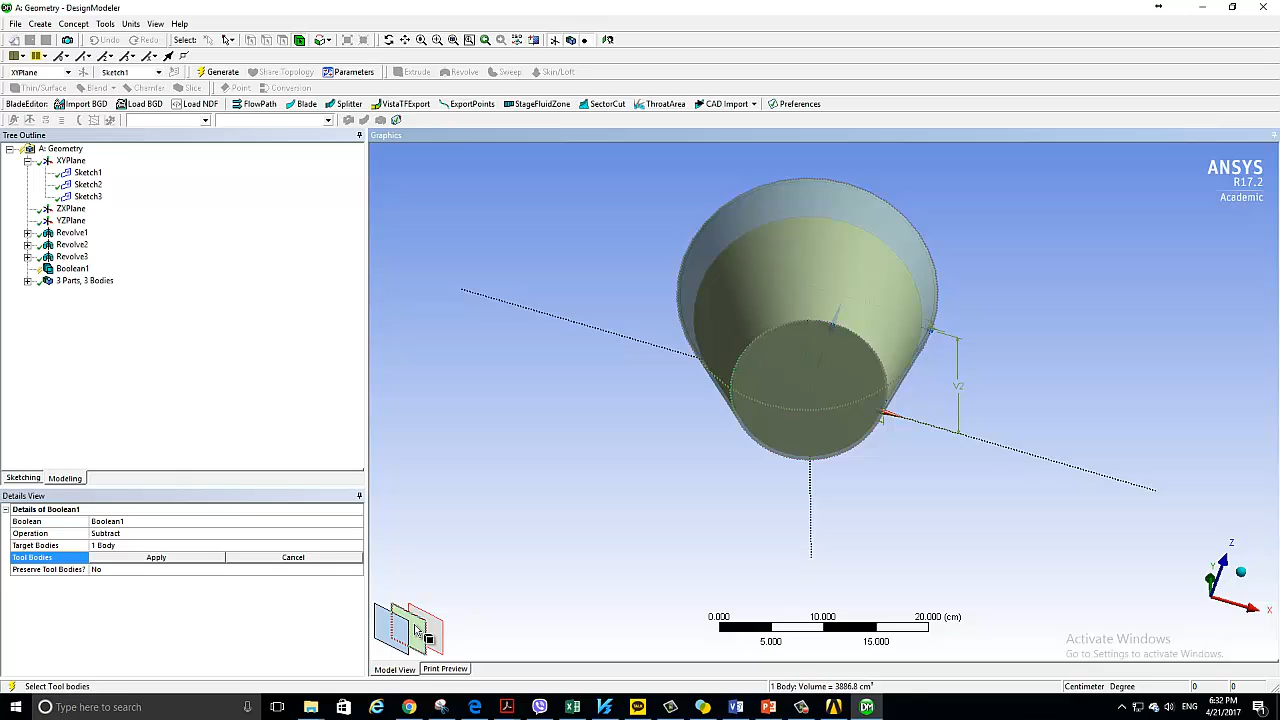 A: Geometry - DesignModeler
File Create Concept Tools Units View Help
Undo Redo Select:
XYPlane Sketch1 Generate Share Topology Parameters Extrude Revolve Sweep Skin/Loft
Thin/Surface Blend Chamfer Slice Point Conversion
BladeEditor: Import BGD Load BGD Load NDF FlowPath Blade Splitter VistaTFExport ExportPoints StageFluidZone SectorCut ThroatArea CAD Import Preferences
Tree Outline Graphics
A: Geometry
XYPlane
Sketch1
Sketch2
Sketch3
ZXPlane
YZPlane
Revolve1
Revolve2
Revolve3
Boolean1
3 Parts, 3 Bodies
ANSYS
R17.2
Academic
V2
Sketching Modeling
Details View
Details of Boolean1
Boolean Boolean1
Operation Subtract
Target Bodies 1 Body
Tool Bodies Apply Cancel
Preserve Tool Bodies? No
Z
Y
X
0.000 10.000 20.000 (cm)
5.000 15.000
Activate Windows
Go to Settings to activate Windows.
Model View Print Preview
Select Tool bodies 1 Body: Volume = 3886.8 cm³ Centimeter Degree 0 0
Type here to search
6:32 PM
4/21/2017